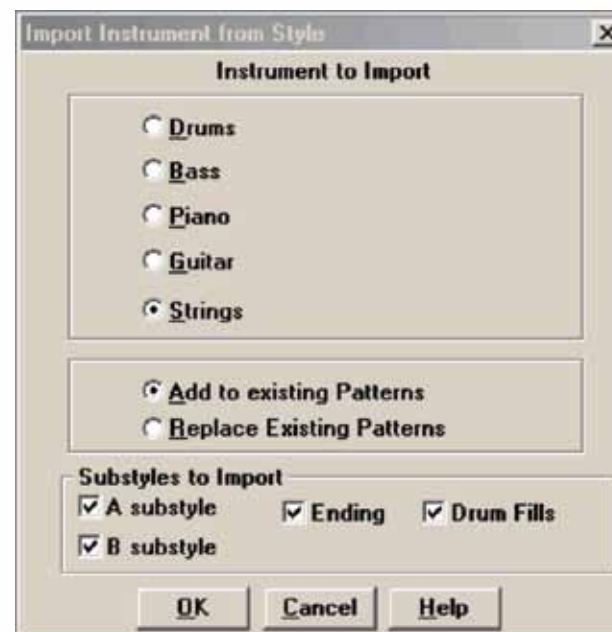 Import Instrument from Style
Instrument to Import
Drums
Bass
Piano
Guitar
Strings
Add to existing Patterns
Replace Existing Patterns
Substyles to Import
A substyle
Ending
Drum Fills
B substyle
OK
Cancel
Help